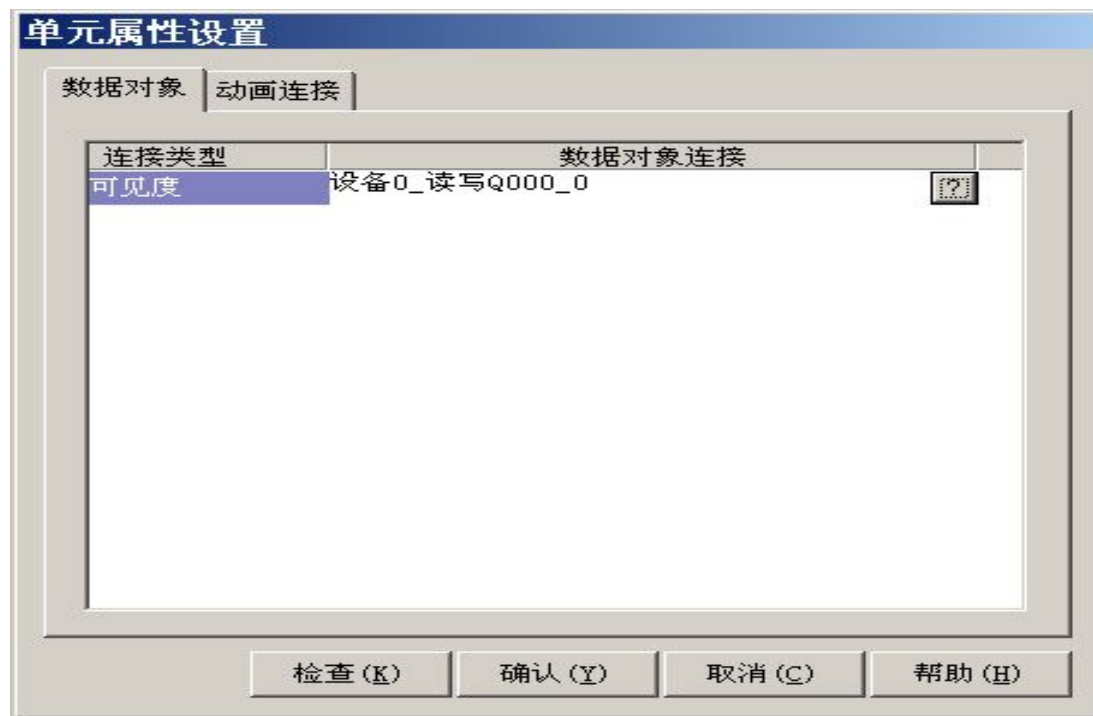 单元属性设置
数据对象 动画连接
连接类型 数据对象连接
可见度 设备0_读写Q000_0 ?
检查(K) 确认(Y) 取消(C) 帮助(H)